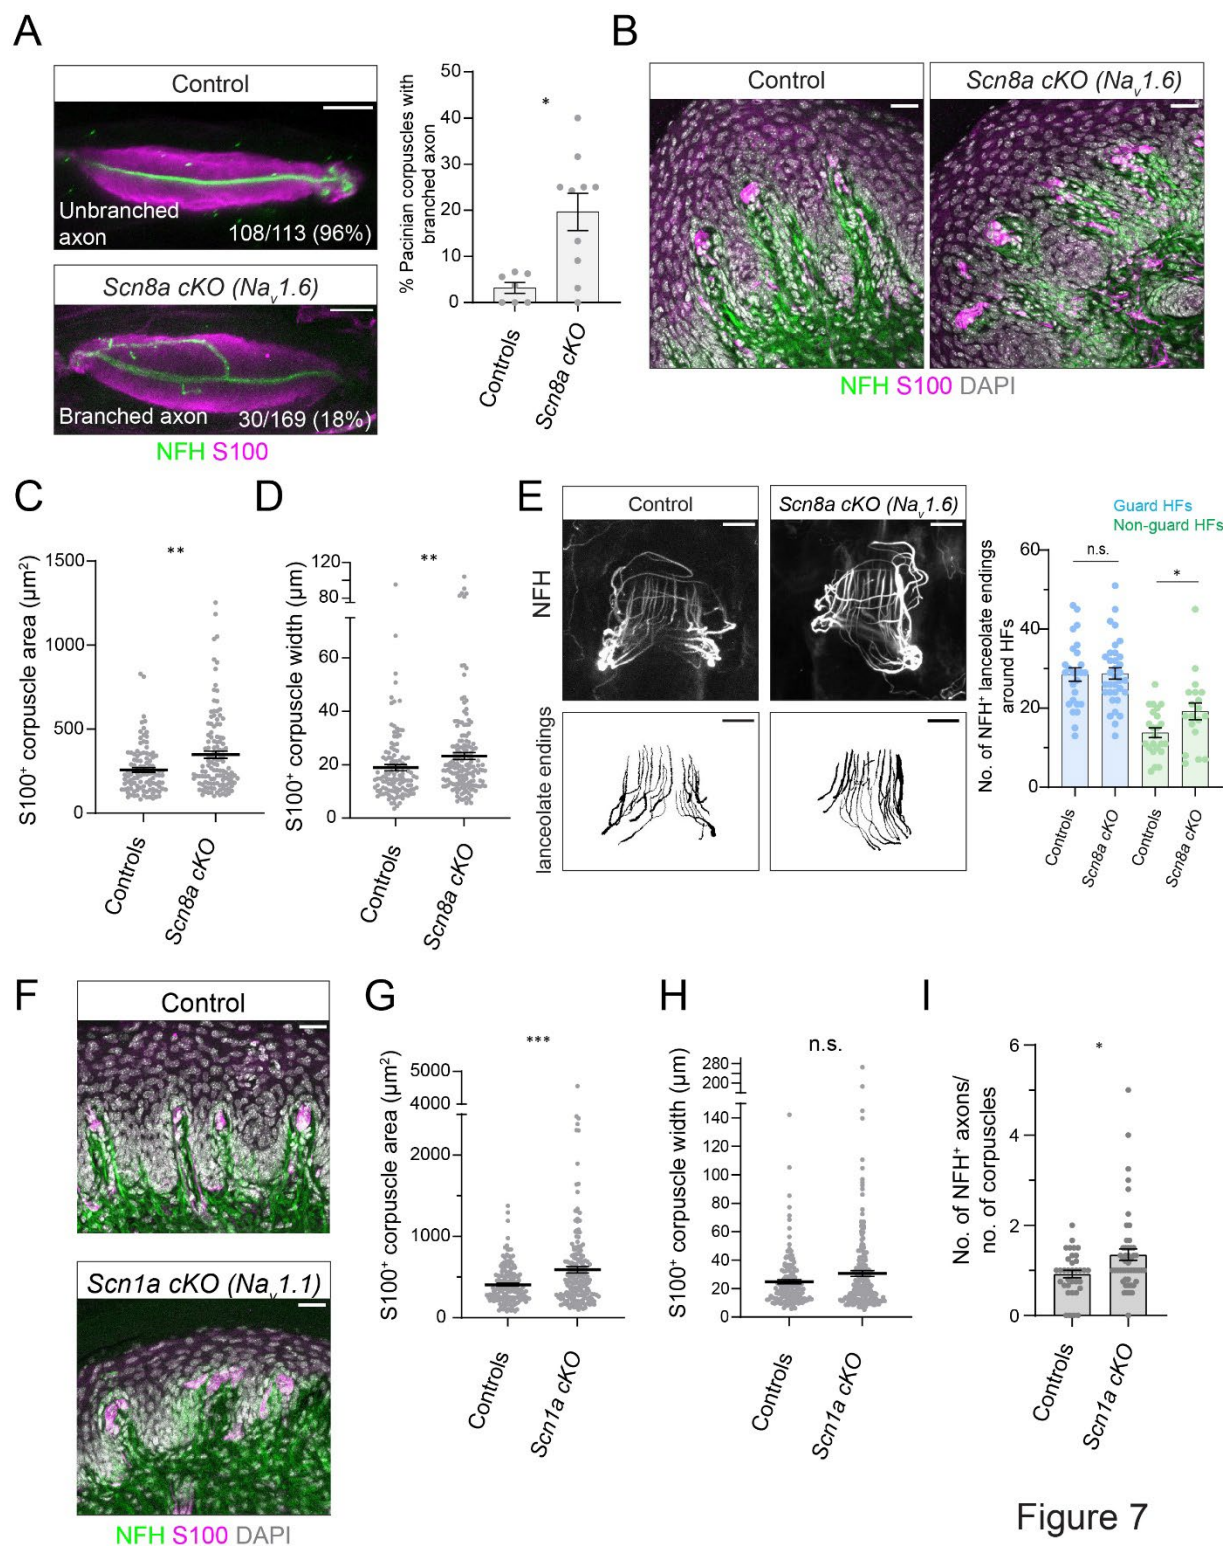 A
Control
Unbranched
axon
108/113 (96%)
Scn8a cKO (Nav1.6)
Branched axon
30/169 (18%)
NFH S100
% Pacinian corpuscles with
branched axon
50
40
30
20
10
0
*
Controls
Scn8a cKO
B
Control
Scn8a cKO (Nav1.6)
NFH S100 DAPI
C
S100+ corpuscle area (µm²)
1500
1000
500
0
**
Controls
Scn8a cKO
D
S100+ corpuscle width (µm)
120
100
80
60
40
20
0
**
Controls
Scn8a cKO
E
Control
Scn8a cKO (Nav1.6)
NFH
lanceolate endings
Guard HFs
Non-guard HFs
No. of NFH+ lanceolate endings
around HFs
60
40
20
0
n.s.
*
Controls
Scn8a cKO
Controls
Scn8a cKO
F
Control
Scn1a cKO (Nav1.1)
NFH S100 DAPI
G
S100+ corpuscle area (µm²)
5000
4000
2000
1000
0
***
Controls
Scn1a cKO
H
S100+ corpuscle width (µm)
280
240
200
140
120
100
80
60
40
20
0
n.s.
Controls
Scn1a cKO
I
No. of NFH+ axons/
no. of corpuscles
6
4
2
0
*
Controls
Scn1a cKO
Figure 7